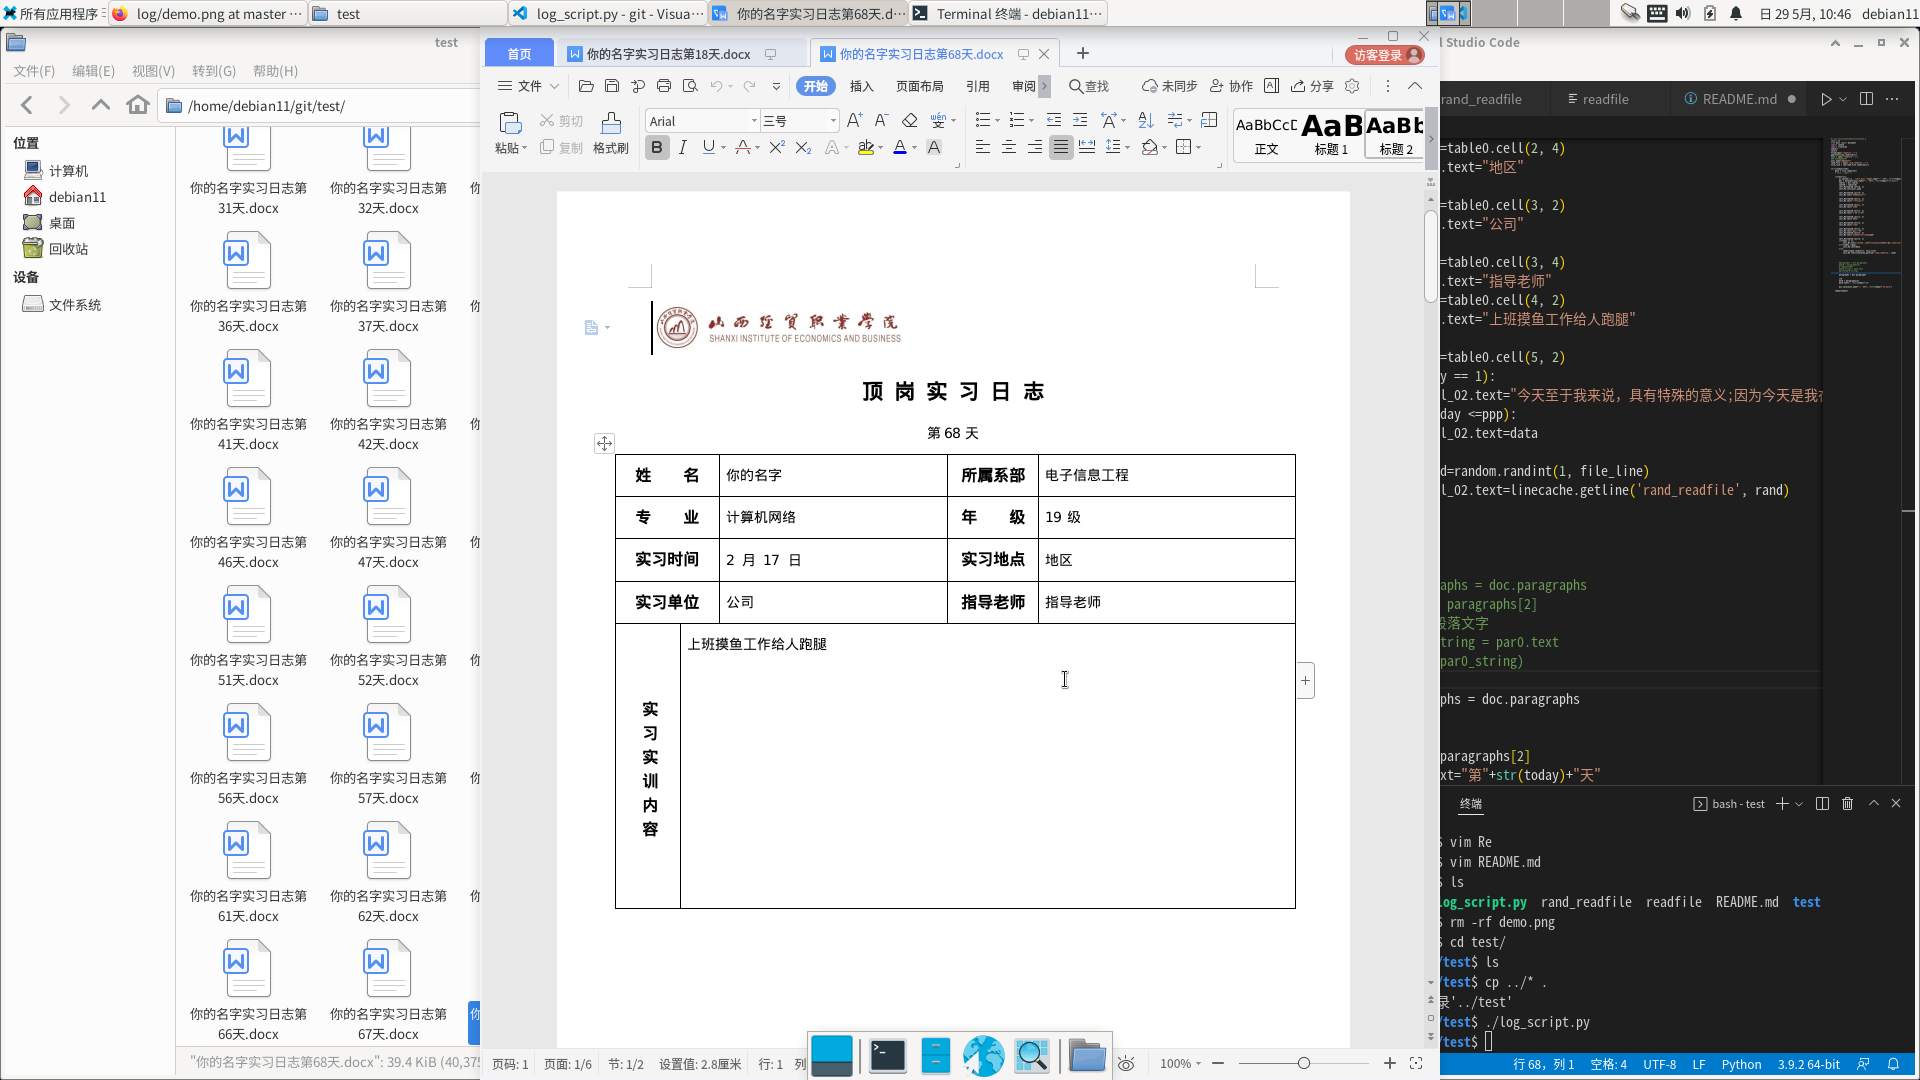 所有应用程序
log/demo.png at master ···
test
log_script.py - git - Visua···
你的名字实习日志第68天.d···
Terminal 终端 - debian11···
日 29 5月, 10:46
debian11
test
文件(F)
编辑(E)
视图(V)
转到(G)
帮助(H)
/home/debian11/git/test/
位置
计算机
debian11
桌面
回收站
设备
文件系统
你的名字实习日志第31天.docx
你的名字实习日志第32天.docx
你的名字实习日志第36天.docx
你的名字实习日志第37天.docx
你的名字实习日志第41天.docx
你的名字实习日志第42天.docx
你的名字实习日志第46天.docx
你的名字实习日志第47天.docx
你的名字实习日志第51天.docx
你的名字实习日志第52天.docx
你的名字实习日志第56天.docx
你的名字实习日志第57天.docx
你的名字实习日志第61天.docx
你的名字实习日志第62天.docx
你的名字实习日志第66天.docx
你的名字实习日志第67天.docx
"你的名字实习日志第68天.docx": 39.4 KiB (40,375
首页
你的名字实习日志第18天.docx
你的名字实习日志第68天.docx
访客登录
文件
开始
插入
页面布局
引用
审阅
查找
未同步
协作
分享
粘贴
剪切
复制
格式刷
Arial
三号
AaBbCcD
正文
AaB
标题 1
AaBb
标题 2
山西经贸职业学院
SHANXI INSTITUTE OF ECONOMICS AND BUSINESS
顶 岗 实 习 日 志
第 68 天
姓 名 你的名字 所属系部 电子信息工程
专 业 计算机网络 年 级 19 级
实习时间 2 月 17 日 实习地点 地区
实习单位 公司 指导老师 指导老师
上班摸鱼工作给人跑腿
实
习
实
训
内
容
页码: 1
页面: 1/6
节: 1/2
设置值: 2.8厘米
行: 1
列
100%
l Studio Code
rand_readfile
readfile
README.md
=table0.cell(2, 4)
.text="地区"
=table0.cell(3, 2)
.text="公司"
=table0.cell(3, 4)
.text="指导老师"
=table0.cell(4, 2)
.text="上班摸鱼工作给人跑腿"
=table0.cell(5, 2)
y == 1):
l_02.text="今天至于我来说，具有特殊的意义;因为今天是我
day <=ppp):
l_02.text=data
d=random.randint(1, file_line)
l_02.text=linecache.getline('rand_readfile', rand)
aphs = doc.paragraphs
paragraphs[2]
段落文字
tring = par0.text
par0_string)
phs = doc.paragraphs
paragraphs[2]
xt="第"+str(today)+"天"
终端
bash - test
$ vim Re
$ vim README.md
$ ls
log_script.py rand_readfile readfile README.md test
$ rm -rf demo.png
$ cd test/
/test$ ls
/test$ cp ../* .
录'../test'
/test$ ./log_script.py
/test$
行 68，列 1
空格: 4
UTF-8
LF
Python
3.9.2 64-bit